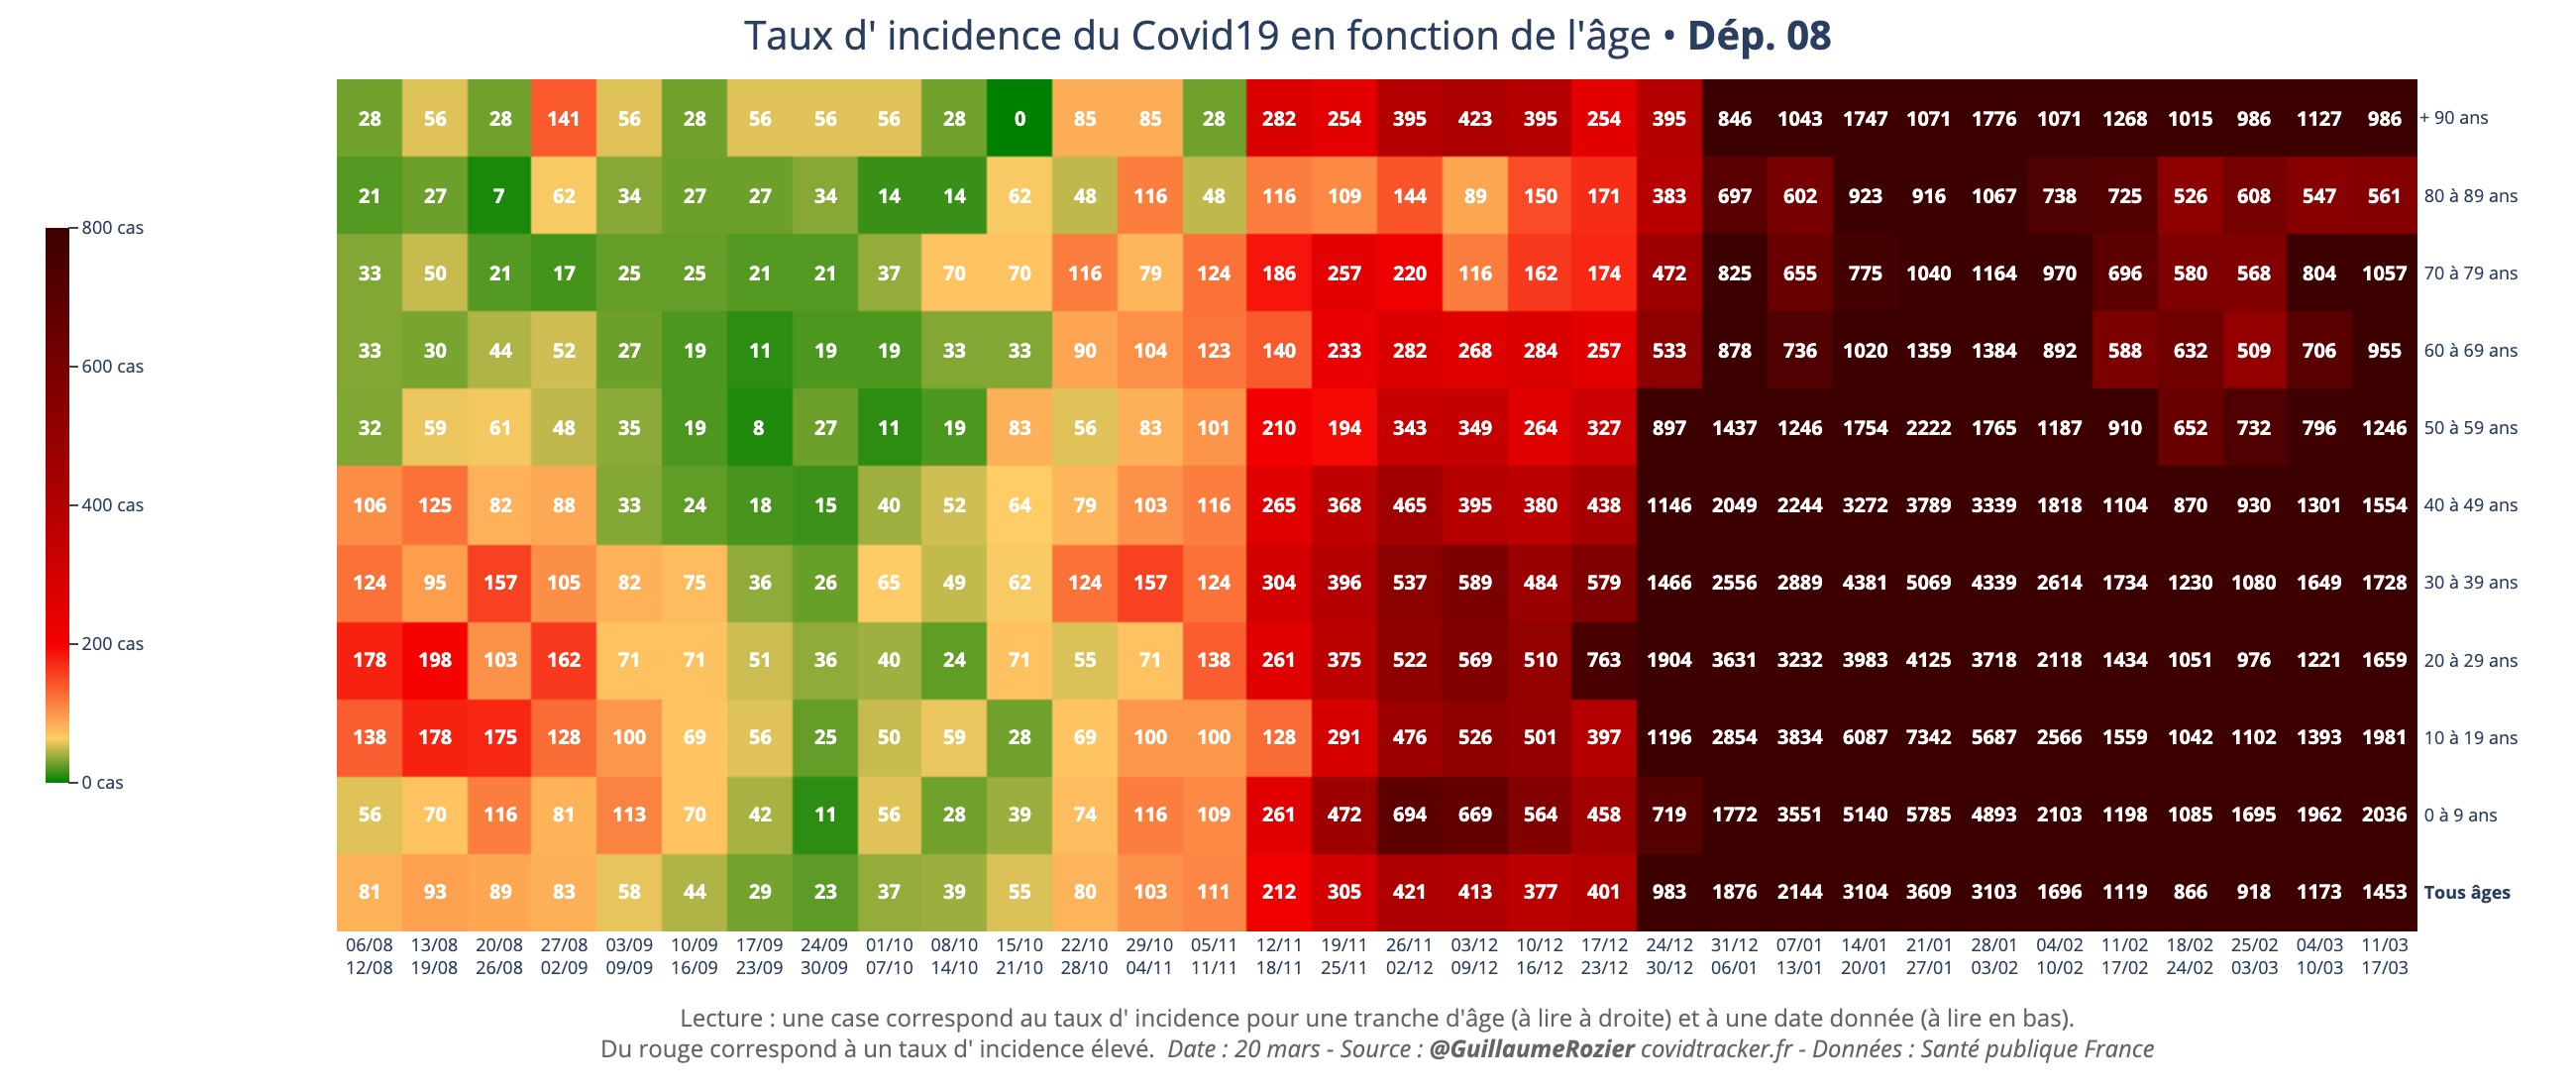 Taux d' incidence du Covid19 en fonction de l'âge • Dép. 08
28 56 28 141 56 28 56 56 56 28 0 85 85 28 282 254 395 423 395 254 395 846 1043 1747 1071 1776 1071 1268 1015 986 1127 986 + 90 ans
21 27 7 62 34 27 27 34 14 14 62 48 116 48 116 109 144 89 150 171 383 697 602 923 916 1067 738 725 526 608 547 561 80 à 89 ans
800 cas
33 50 21 17 25 25 21 21 37 70 70 116 79 124 186 257 220 116 162 174 472 825 655 775 1040 1164 970 696 580 568 804 1057 70 à 79 ans
33 30 44 52 27 19 11 19 19 33 33 90 104 123 140 233 282 268 284 257 533 878 736 1020 1359 1384 892 588 632 509 706 955 60 à 69 ans
600 cas
32 59 61 48 35 19 8 27 11 19 83 56 83 101 210 194 343 349 264 327 897 1437 1246 1754 2222 1765 1187 910 652 732 796 1246 50 à 59 ans
400 cas
106 125 82 88 33 24 18 15 40 52 64 79 103 116 265 368 465 395 380 438 1146 2049 2244 3272 3789 3339 1818 1104 870 930 1301 1554 40 à 49 ans
124 95 157 105 82 75 36 26 65 49 62 124 157 124 304 396 537 589 484 579 1466 2556 2889 4381 5069 4339 2614 1734 1230 1080 1649 1728 30 à 39 ans
200 cas
178 198 103 162 71 71 51 36 40 24 71 55 71 138 261 375 522 569 510 763 1904 3631 3232 3983 4125 3718 2118 1434 1051 976 1221 1659 20 à 29 ans
138 178 175 128 100 69 56 25 50 59 28 69 100 100 128 291 476 526 501 397 1196 2854 3834 6087 7342 5687 2566 1559 1042 1102 1393 1981 10 à 19 ans
0 cas
56 70 116 81 113 70 42 11 56 28 39 74 116 109 261 472 694 669 564 458 719 1772 3551 5140 5785 4893 2103 1198 1085 1695 1962 2036 0 à 9 ans
81 93 89 83 58 44 29 23 37 39 55 80 103 111 212 305 421 413 377 401 983 1876 2144 3104 3609 3103 1696 1119 866 918 1173 1453 Tous âges
06/08 13/08 20/08 27/08 03/09 10/09 17/09 24/09 01/10 08/10 15/10 22/10 29/10 05/11 12/11 19/11 26/11 03/12 10/12 17/12 24/12 31/12 07/01 14/01 21/01 28/01 04/02 11/02 18/02 25/02 04/03 11/03
12/08 19/08 26/08 02/09 09/09 16/09 23/09 30/09 07/10 14/10 21/10 28/10 04/11 11/11 18/11 25/11 02/12 09/12 16/12 23/12 30/12 06/01 13/01 20/01 27/01 03/02 10/02 17/02 24/02 03/03 10/03 17/03
Lecture : une case correspond au taux d' incidence pour une tranche d'âge (à lire à droite) et à une date donnée (à lire en bas).
Du rouge correspond à un taux d' incidence élevé. Date : 20 mars - Source : @GuillaumeRozier covidtracker.fr - Données : Santé publique France